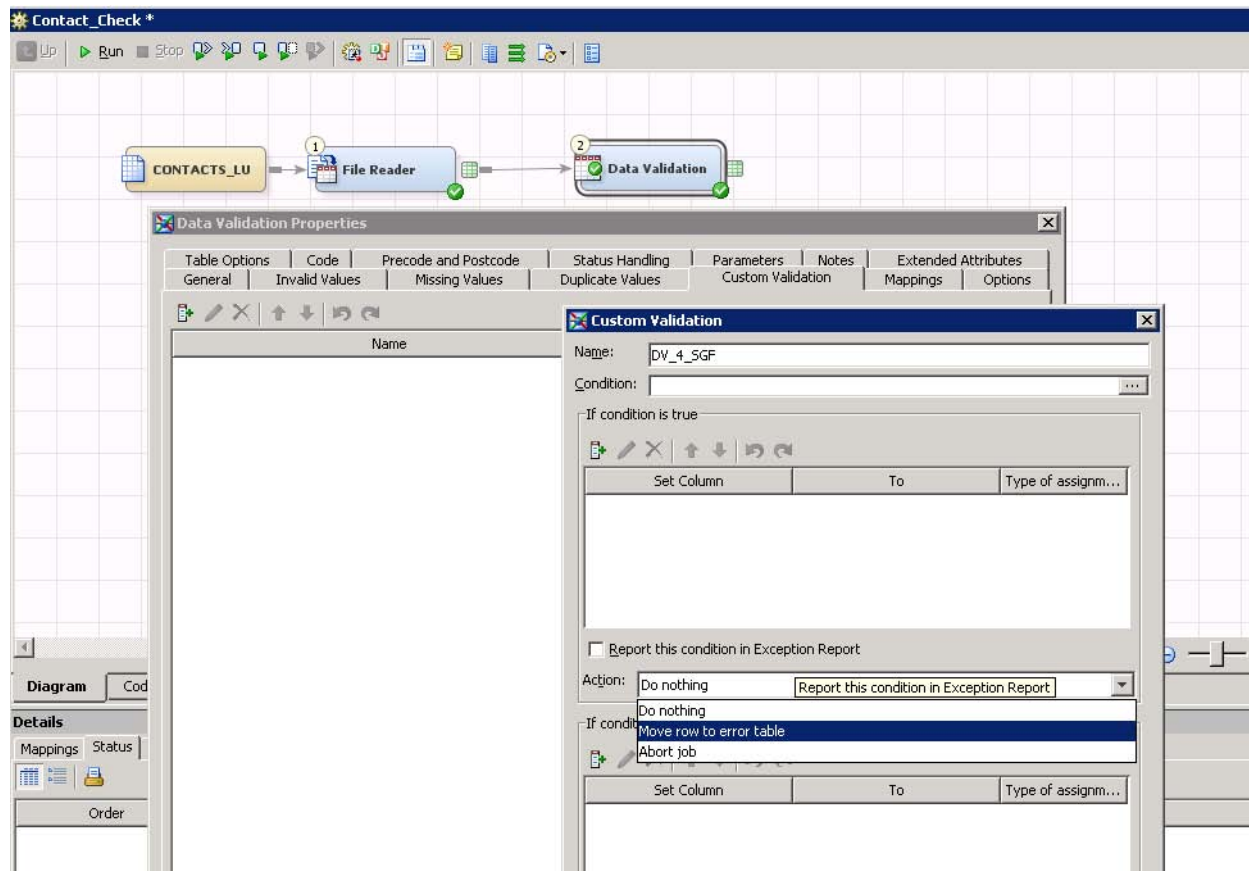 Contact_Check *
Up Run Stop
1 2
CONTACTS_LU File Reader Data Validation
Data Validation Properties
Table Options Code Precode and Postcode Status Handling Parameters Notes Extended Attributes
General Invalid Values Missing Values Duplicate Values Custom Validation Mappings Options
Name
Custom Validation
Name: DV_4_SGF
Condition: ...
If condition is true
Set Column To Type of assignm...
Report this condition in Exception Report
Action: Do nothing Report this condition in Exception Report
Do nothing
Move row to error table
Abort job
If condit
Set Column To Type of assignm...
Diagram Cod
Details
Mappings Status
Order